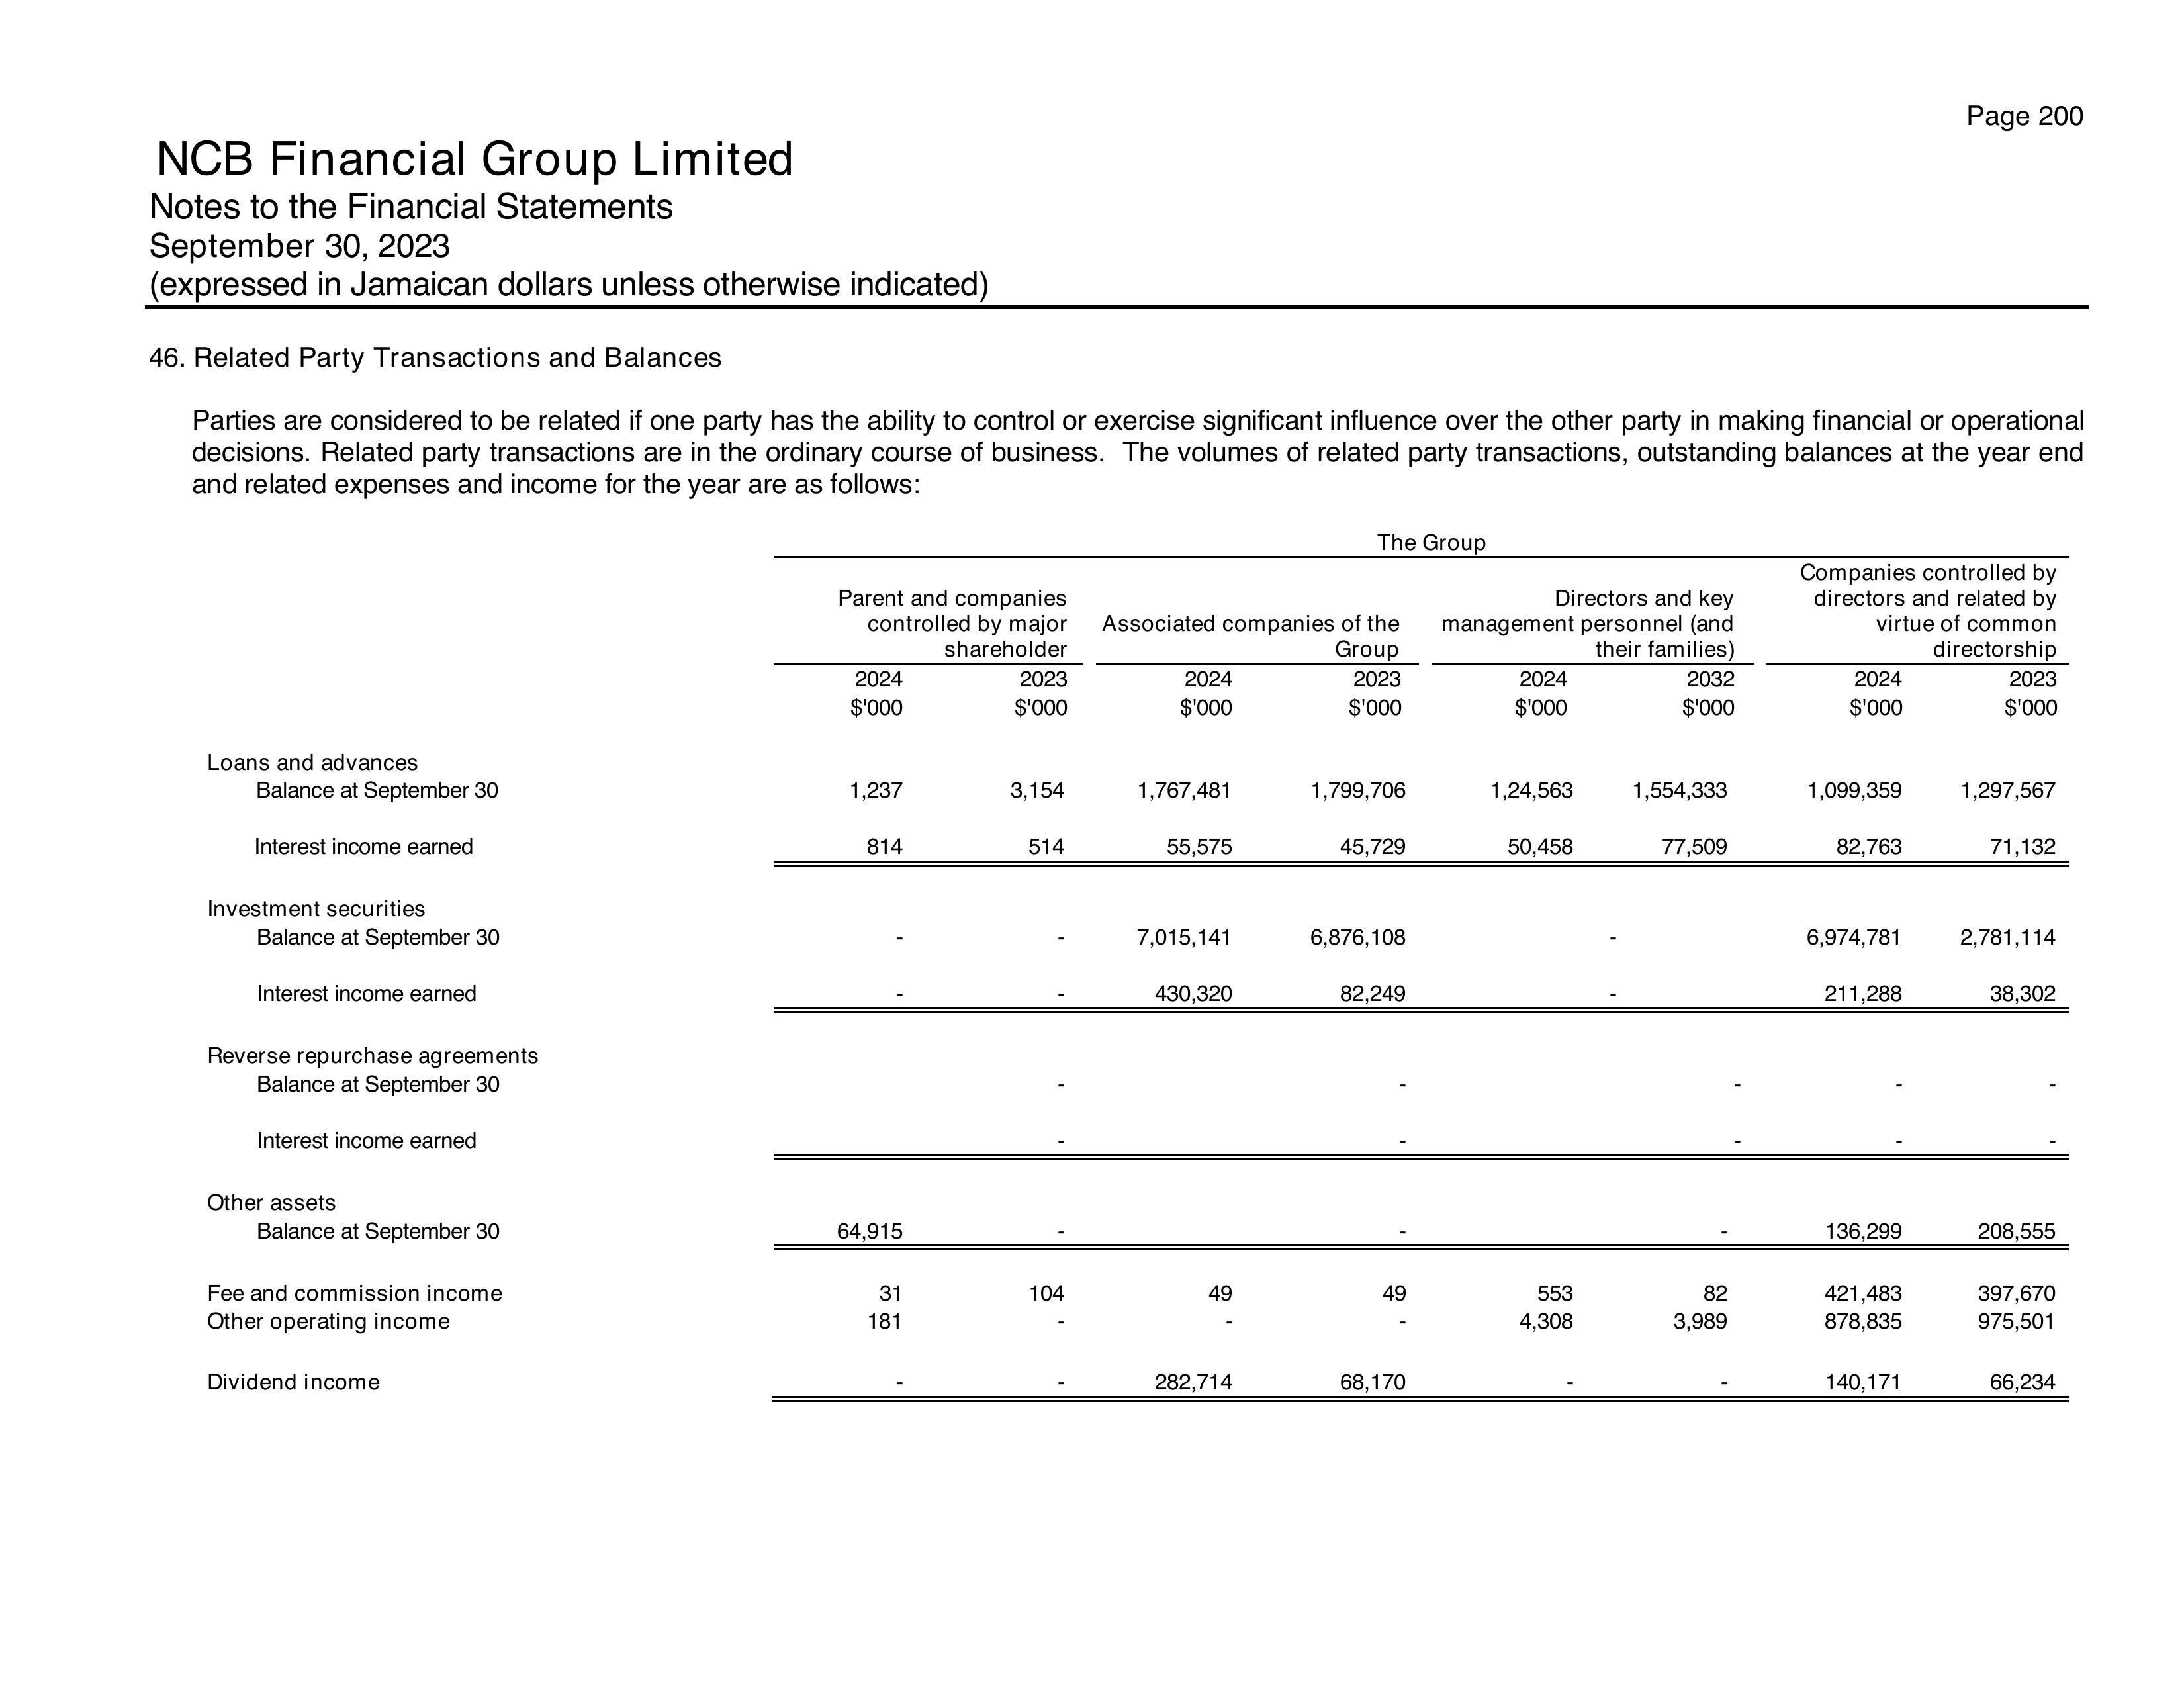 Page 200
NCB Financial Group Limited
Notes to the Financial Statements
September 30, 2023
(expressed in Jamaican dollars unless otherwise indicated)
46. Related Party Transactions and Balances
Parties are considered to be related if one party has the ability to control or exercise significant influence over the other party in making financial or operational
decisions. Related party transactions are in the ordinary course of business. The volumes of related party transactions, outstanding balances at the year end
and related expenses and income for the year are as follows:
The Group
Parent and companies
controlled by major
shareholder
Associated companies of the
Group
Directors and key
management personnel (and
their families)
Companies controlled by
directors and related by
virtue of common
directorship
2024 2023 2024 2023 2024 2032 2024 2023
$'000 $'000 $'000 $'000 $'000 $'000 $'000 $'000
Loans and advances
Balance at September 30 1,237 3,154 1,767,481 1,799,706 1,24,563 1,554,333 1,099,359 1,297,567
Interest income earned 814 514 55,575 45,729 50,458 77,509 82,763 71,132
Investment securities
Balance at September 30 - - 7,015,141 6,876,108 - 6,974,781 2,781,114
Interest income earned - - 430,320 82,249 - 211,288 38,302
Reverse repurchase agreements
Balance at September 30 - - - - -
Interest income earned - - - - -
Other assets
Balance at September 30 64,915 - - - 136,299 208,555
Fee and commission income 31 104 49 49 553 82 421,483 397,670
Other operating income 181 - - - 4,308 3,989 878,835 975,501
Dividend income - - 282,714 68,170 - - 140,171 66,234